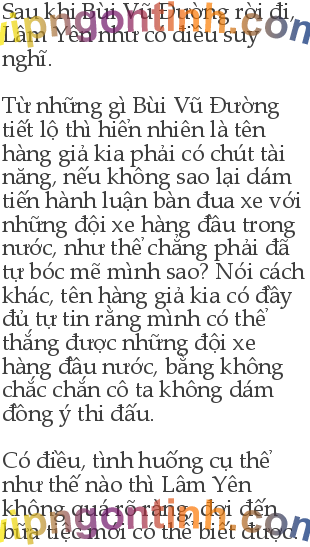 Sau khi Bùi Vũ Đường rời đi,
Lâm Yên như có điều suy
nghĩ.
Từ những gì Bùi Vũ Đường
tiết lộ thì hiển nhiên là tên
hàng giả kia phải có chút tài
năng, nếu không sao lại dám
tiến hành luận bàn đua xe với
những đội xe hàng đầu trong
nước, như thể chẳng phải đã
tự bóc mẽ mình sao? Nói cách
khác, tên hàng giả kia có đầy
đủ tự tin rằng mình có thể
thắng được những đội xe
hàng đầu nước, bằng không
chắc chắn cô ta không dám
đồng ý thi đấu.
Có điều, tình huống cụ thể
như thế nào thì Lâm Yên
không quá rõ ràng, đợi đến
bữa tiệc mới có thể biết được.
vipngontinh.com
vipngontinh.com